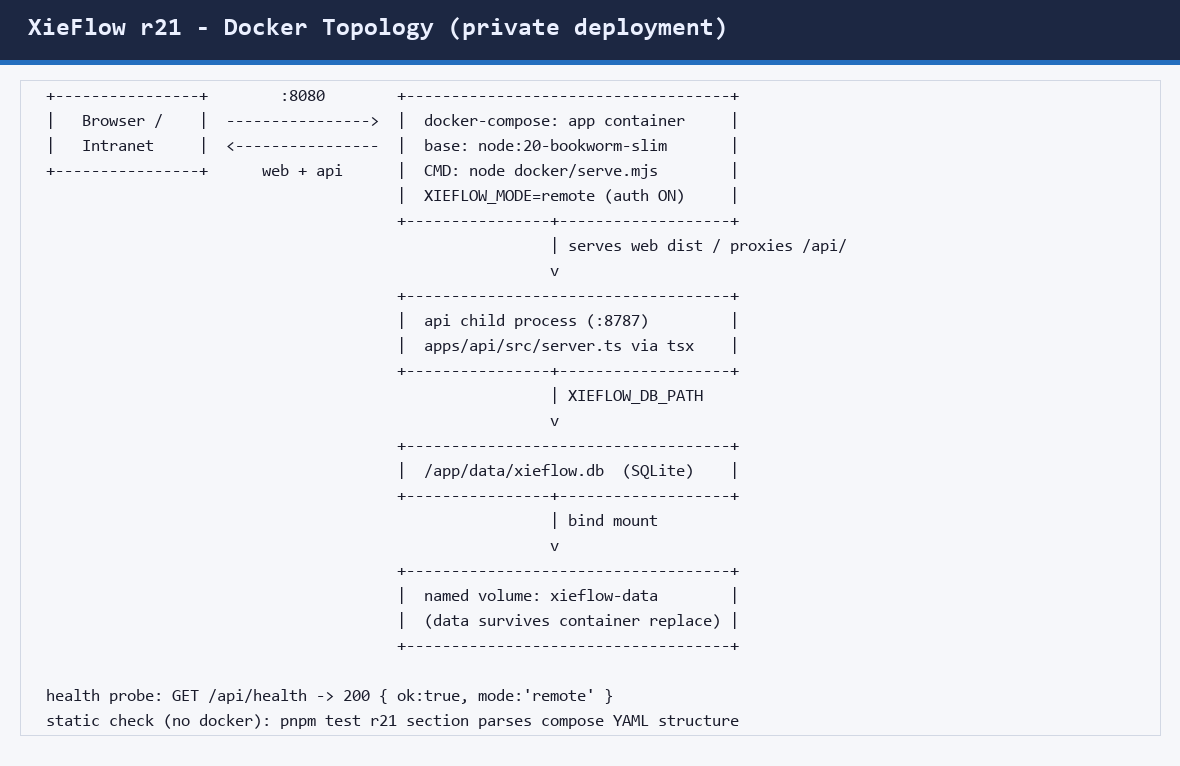 XieFlow r21 - Docker Topology (private deployment)
+----------------+        :8080        +------------------------------------+
|   Browser /    |  ---------------->  |  docker-compose: app container     |
|   Intranet     |  <----------------  |  base: node:20-bookworm-slim       |
+----------------+      web + api      |  CMD: node docker/serve.mjs        |
                                       |  XIEFLOW_MODE=remote (auth ON)     |
                                       +----------------+-------------------+
                                                        | serves web dist / proxies /api/
                                                        v
                                       +------------------------------------+
                                       |  api child process (:8787)         |
                                       |  apps/api/src/server.ts via tsx    |
                                       +----------------+-------------------+
                                                        | XIEFLOW_DB_PATH
                                                        v
                                       +------------------------------------+
                                       |  /app/data/xieflow.db  (SQLite)    |
                                       +----------------+-------------------+
                                                        | bind mount
                                                        v
                                       +------------------------------------+
                                       |  named volume: xieflow-data        |
                                       |  (data survives container replace) |
                                       +------------------------------------+
health probe: GET /api/health -> 200 { ok:true, mode:'remote' }
static check (no docker): pnpm test r21 section parses compose YAML structure